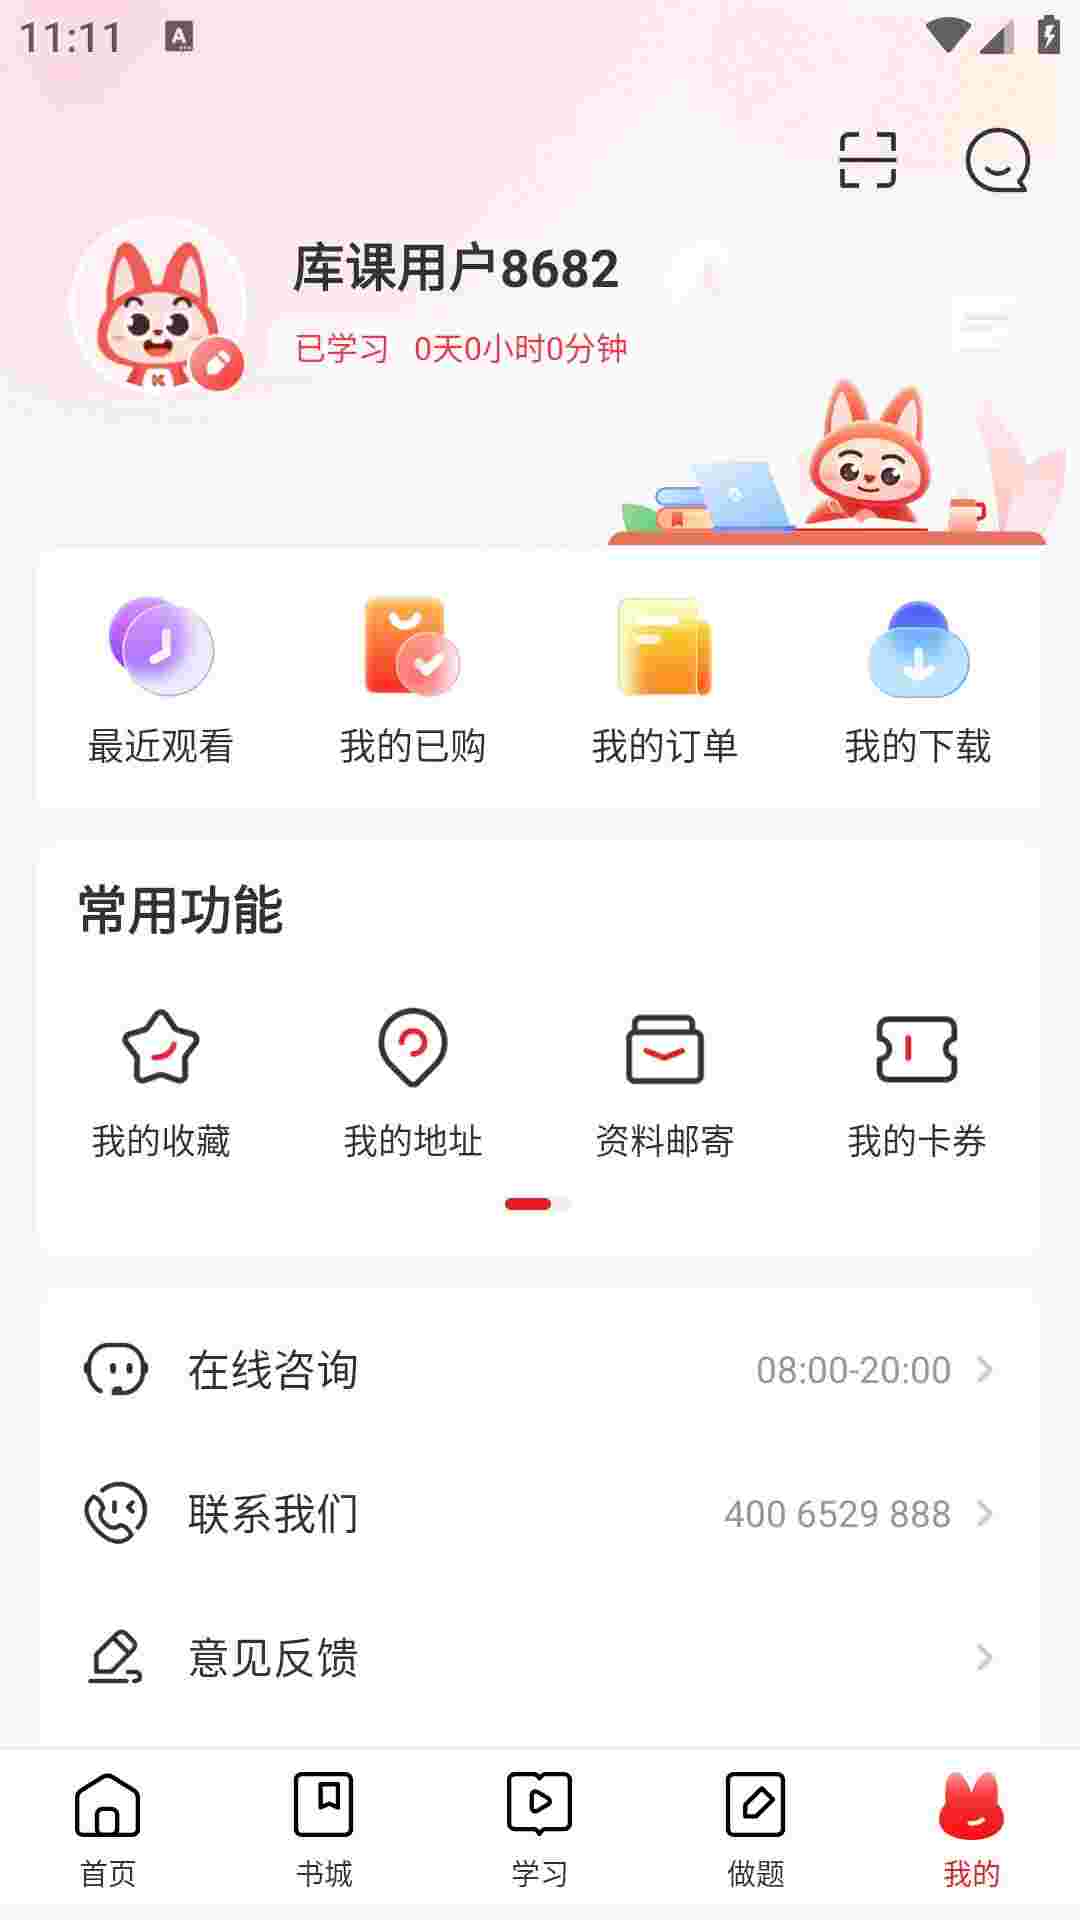 11:11
A
库课用户8682
已学习 0天0小时0分钟
K
最近观看
我的已购
我的订单
我的下载
常用功能
我的收藏
我的地址
资料邮寄
我的卡券
在线咨询
08:00-20:00
联系我们
400 6529 888
意见反馈
首页
书城
学习
做题
我的